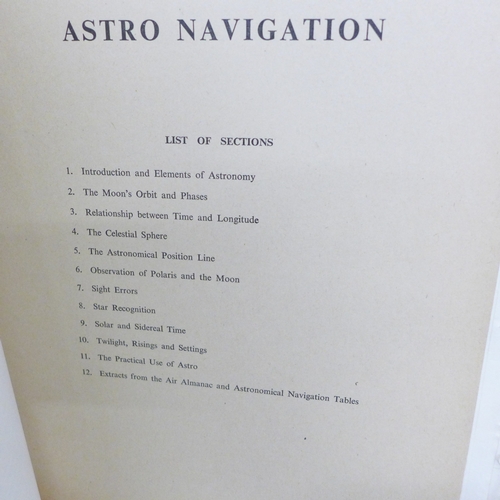 ASTRO NAVIGATION
LIST OF SECTIONS
1. Introduction and Elements of Astronomy
2. The Moon's Orbit and Phases
3. Relationship between Time and Longitude
4. The Celestial Sphere
5. The Astronomical Position Line
6. Observation of Polaris and the Moon
7. Sight Errors
8. Star Recognition
9. Solar and Sidereal Time
10. Twilight, Risings and Settings
11. The Practical Use of Astro
12. Extracts from the Air Almanac and Astronomical Navigation Tables